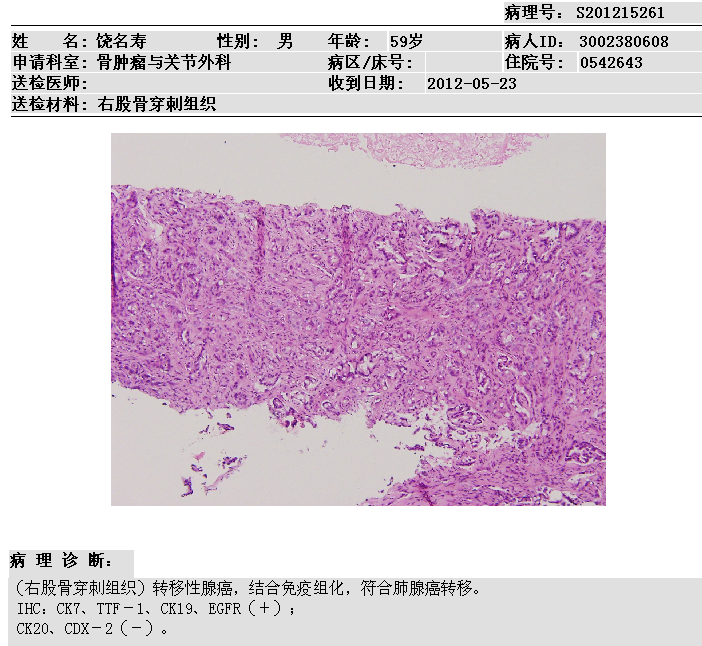 病理号: S201215261
姓 名: 饶名寿 性别: 男 年龄: 59岁 病人ID: 3002380608
申请科室: 骨肿瘤与关节外科 病区/床号: 住院号: 0542643
送检医师: 收到日期: 2012-05-23
送检材料: 右股骨穿刺组织
病 理 诊 断:
(右股骨穿刺组织)转移性腺癌,结合免疫组化,符合肺腺癌转移。
IHC: CK7、TTF-1、CK19、EGFR(+);
CK20、CDX-2(-)。